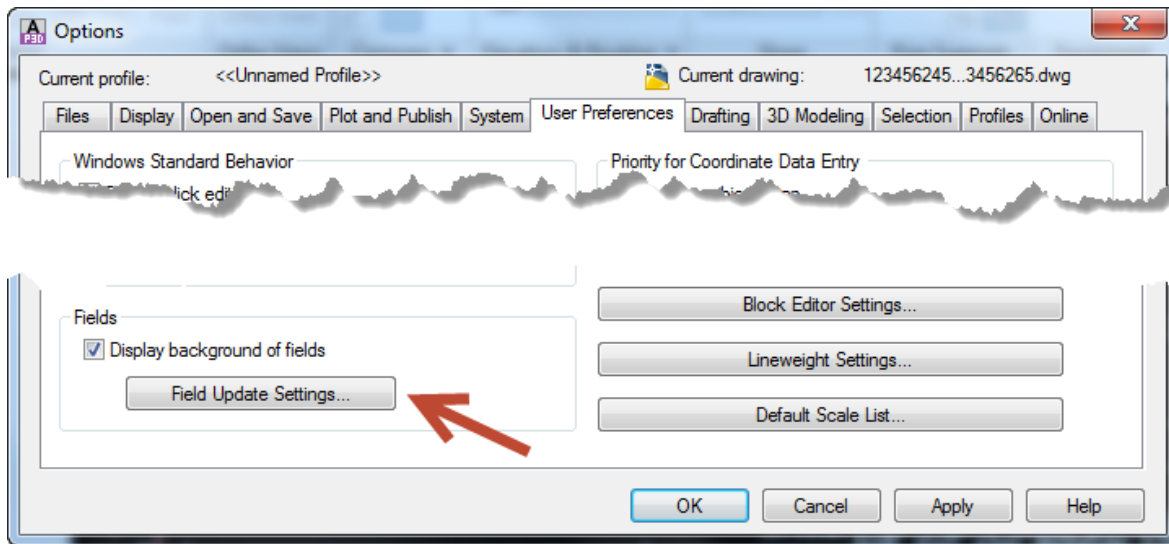 A
P3D
Options
Current profile: <<Unnamed Profile>> Current drawing: 123456245...3456265.dwg
Files Display Open and Save Plot and Publish System User Preferences Drafting 3D Modeling Selection Profiles Online
Windows Standard Behavior Priority for Coordinate Data Entry
Block Editor Settings...
Fields
Display background of fields
Lineweight Settings...
Field Update Settings...
Default Scale List...
OK Cancel Apply Help